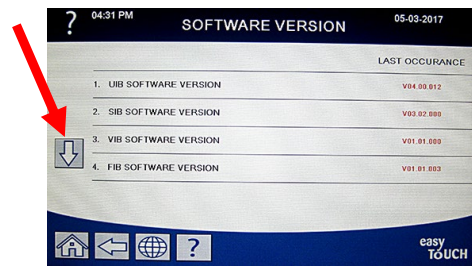 ? 04:31 PM SOFTWARE VERSION 05-03-2017
LAST OCCURANCE
1. UIB SOFTWARE VERSION V04.00.012
2. SIB SOFTWARE VERSION V03.02.000
3. VIB SOFTWARE VERSION V01.01.000
4. FIB SOFTWARE VERSION V01.01.003
? easy
TOUCH